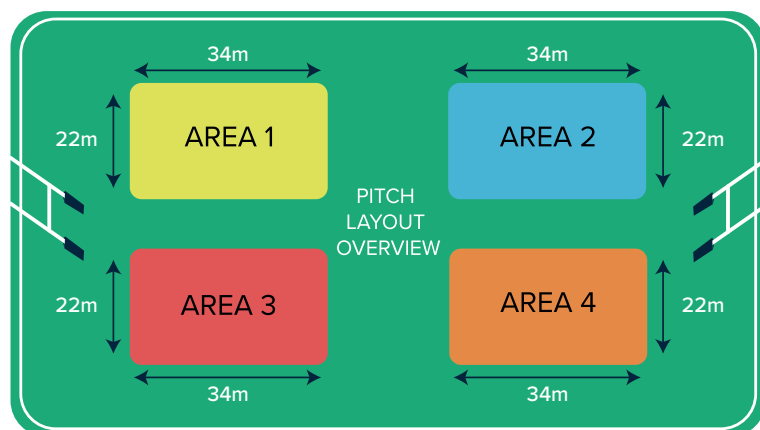 34m
34m
22m
AREA 1
AREA 2
22m
PITCH
LAYOUT
OVERVIEW
22m
AREA 3
AREA 4
22m
34m
34m